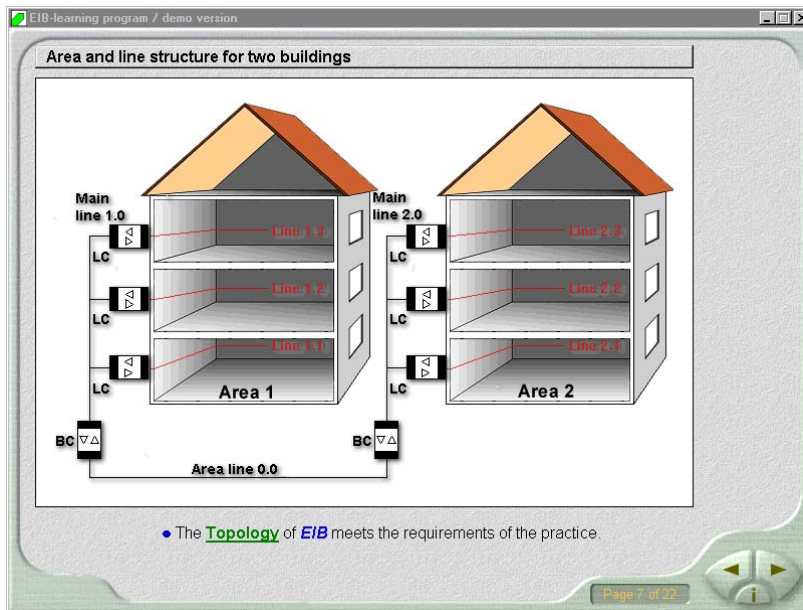 EIB-learning program / demo version
Area and line structure for two buildings
Main
line 1.0
LC
Line 1.3
LC
Line 1.2
LC
Line 1.1
Area 1
BC
Main
line 2.0
LC
Line 2.3
LC
Line 2.2
LC
Line 2.1
Area 2
BC
Area line 0.0
The Topology of EIB meets the requirements of the practice.
Page 7 of 22
i